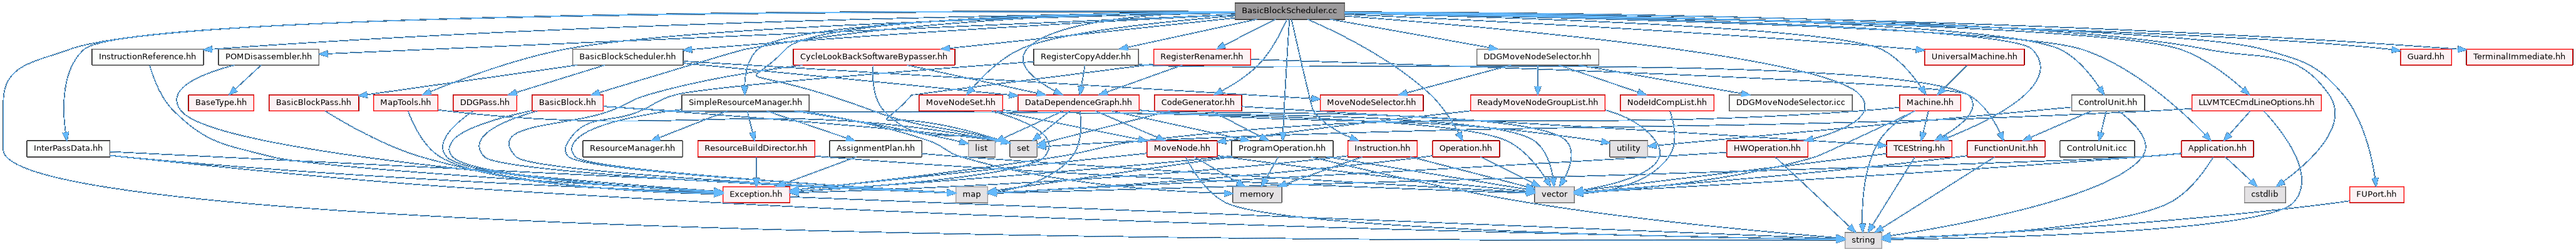 BasicBlockScheduler.cc
InstructionReference.hh
POMDisassembler.hh
BasicBlockScheduler.hh
CycleLookBackSoftwareBypasser.hh
RegisterCopyAdder.hh
RegisterRenamer.hh
DDGMoveNodeSelector.hh
UniversalMachine.hh
Guard.hh
TerminalImmediate.hh
BaseType.hh
BasicBlockPass.hh
MapTools.hh
DDGPass.hh
BasicBlock.hh
SimpleResourceManager.hh
MoveNodeSet.hh
DataDependenceGraph.hh
CodeGenerator.hh
MoveNodeSelector.hh
ReadyMoveNodeGroupList.hh
NodeIdCompList.hh
DDGMoveNodeSelector.icc
Machine.hh
ControlUnit.hh
LLVMTCECmdLineOptions.hh
InterPassData.hh
ResourceManager.hh
ResourceBuildDirector.hh
AssignmentPlan.hh
list
set
MoveNode.hh
ProgramOperation.hh
Instruction.hh
Operation.hh
utility
HWOperation.hh
TCEString.hh
FunctionUnit.hh
ControlUnit.icc
Application.hh
Exception.hh
map
memory
vector
cstdlib
FUPort.hh
string